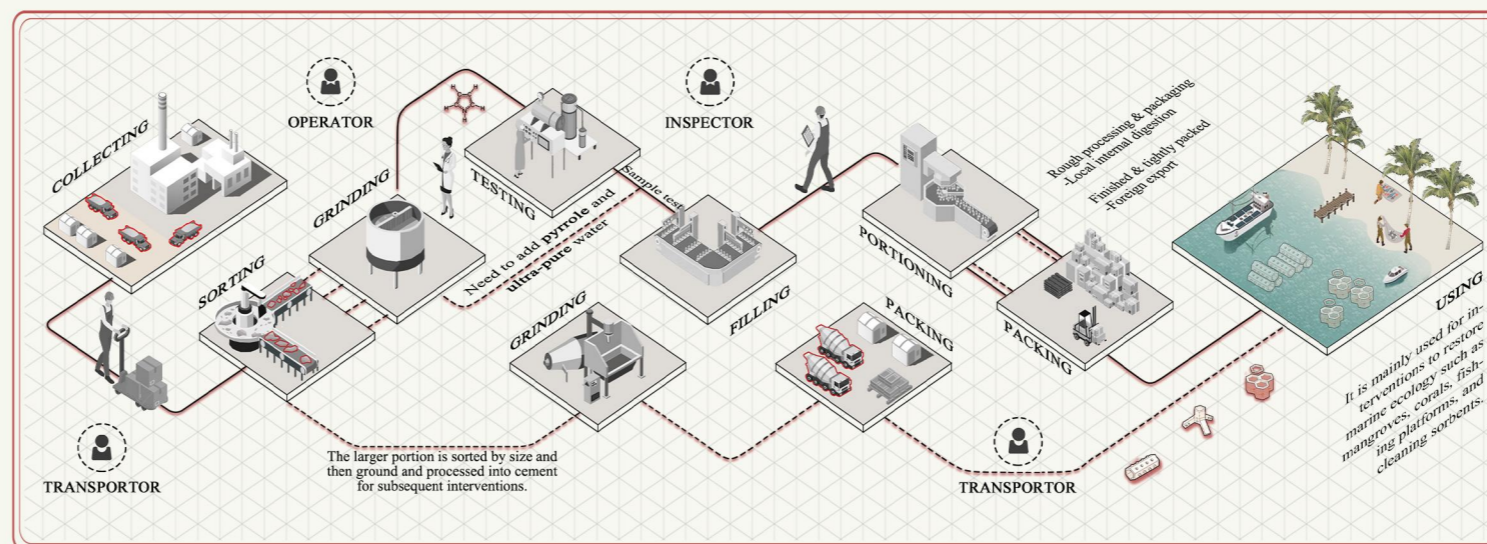 COLLECTING
OPERATOR
GRINDING
TESTING
Sample test
INSPECTOR
Rough processing & packaging
-Local internal digestion
Finished & tightly packed
-Foreign export
SORTING
Need to add pyrrole and
ultra-pure water
FILLING
PORTIONING
PACKING
USING
It is mainly used for in-
terventions to restore
marine ecology such as
mangroves, corals, fish-
ing platforms, and
cleaning sorbents.
GRINDING
PACKING
TRANSPORTOR
The larger portion is sorted by size and
then ground and processed into cement
for subsequent interventions.
TRANSPORTOR